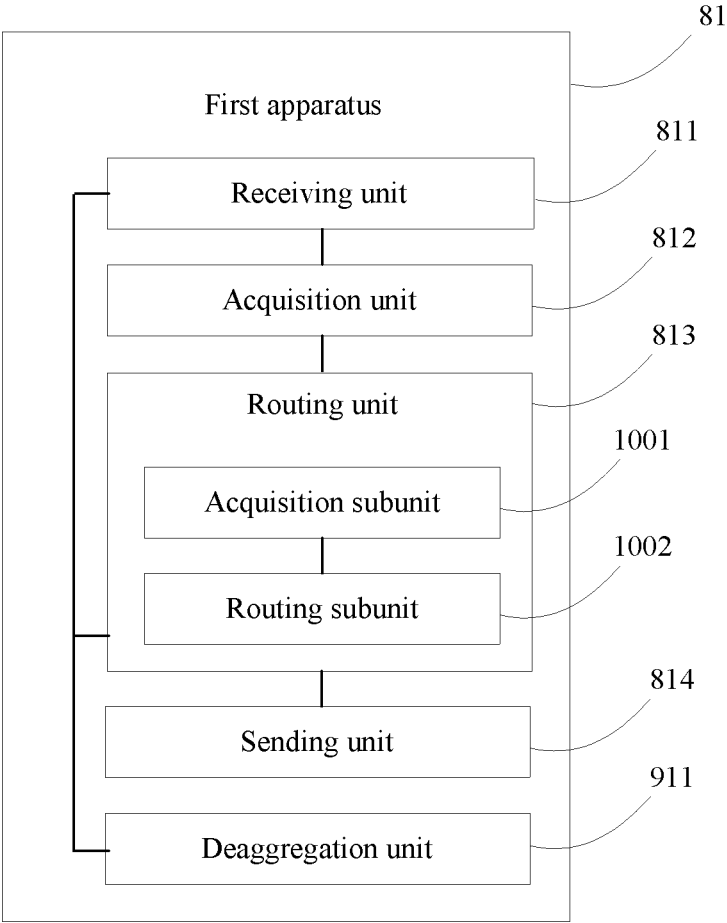 81
First apparatus
811
Receiving unit
812
Acquisition unit
813
Routing unit
1001
Acquisition subunit
1002
Routing subunit
814
Sending unit
911
Deaggregation unit